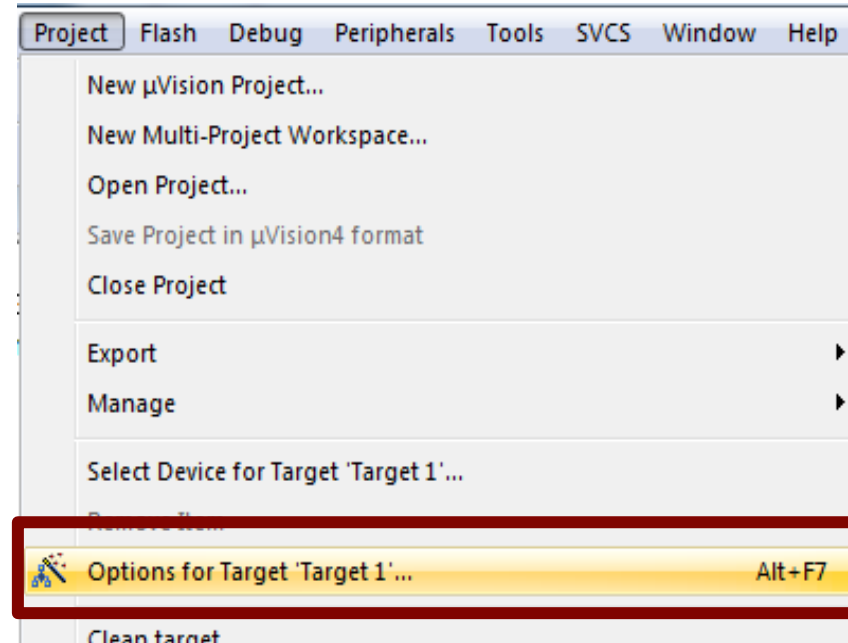 Project Flash Debug Peripherals Tools SVCS Window Help
New µVision Project...
New Multi-Project Workspace...
Open Project...
Save Project in µVision4 format
Close Project
Export
Manage
Select Device for Target 'Target 1'...
Remove Item
Options for Target 'Target 1'... Alt+F7
Clean target